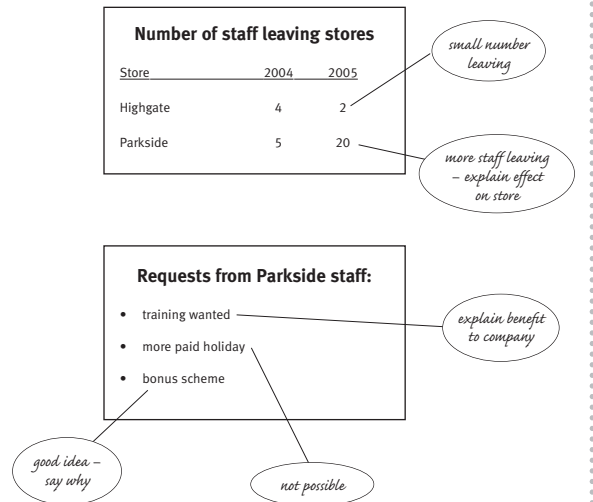 Number of staff leaving stores
Store 2004 2005
Highgate 4 2
Parkside 5 20
small number
leaving
more staff leaving
– explain effect
on store
Requests from Parkside staff:
• training wanted
• more paid holiday
• bonus scheme
explain benefit
to company
good idea –
say why
not possible